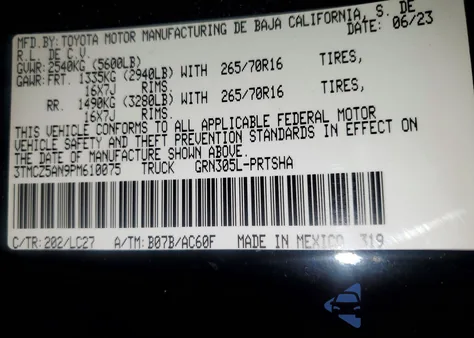 MFD.BY:TOYOTA MOTOR MANUFACTURING DE BAJA CALIFORNIA, S. DE
R.L. DE C.V. DATE: 06/23
GVWR:2540KG (5600LB)
GAWR:FRT. 1335KG (2940LB) WITH 265/70R16 TIRES,
16X7J RIMS.
RR. 1490KG (3280LB) WITH 265/70R16 TIRES,
16X7J RIMS.
THIS VEHICLE CONFORMS TO ALL APPLICABLE FEDERAL MOTOR
VEHICLE SAFETY AND THEFT PREVENTION STANDARDS IN EFFECT ON
THE DATE OF MANUFACTURE SHOWN ABOVE.
3TMCZ5AN9PM610075 TRUCK GRN305L-PRTSHA
C/TR:202/LC27 A/TM:B07B/AC60F MADE IN MEXICO 319